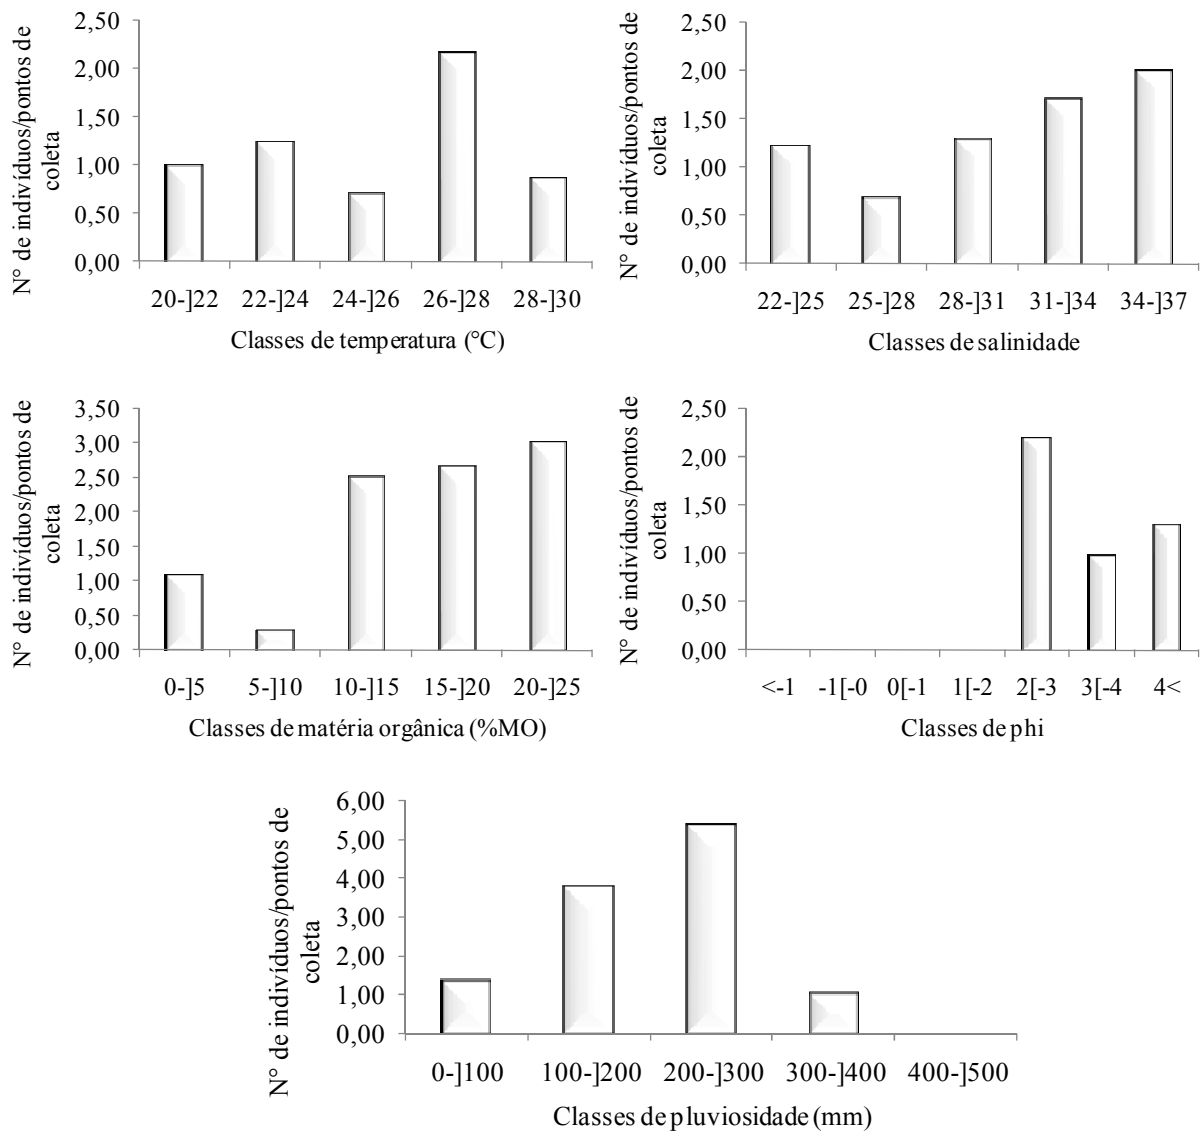 N° de indivíduos/pontos de
coleta
2,50
2,00
1,50
1,00
0,50
0,00
20-]22 22-]24 24-]26 26-]28 28-]30
Classes de temperatura (°C)
N° de indivíduos/pontos de
coleta
2,50
2,00
1,50
1,00
0,50
0,00
22-]25 25-]28 28-]31 31-]34 34-]37
Classes de salinidade
N° de indivíduos/pontos de
coleta
3,50
3,00
2,50
2,00
1,50
1,00
0,50
0,00
0-]5 5-]10 10-]15 15-]20 20-]25
Classes de matéria orgânica (%MO)
N° de indivíduos/pontos de
coleta
2,50
2,00
1,50
1,00
0,50
0,00
<-1 -1[-0 0[-1 1[-2 2[-3 3[-4 4<
Classes de phi
N° de indivíduos/pontos de
coleta
6,00
5,00
4,00
3,00
2,00
1,00
0,00
0-]100 100-]200 200-]300 300-]400 400-]500
Classes de pluviosidade (mm)